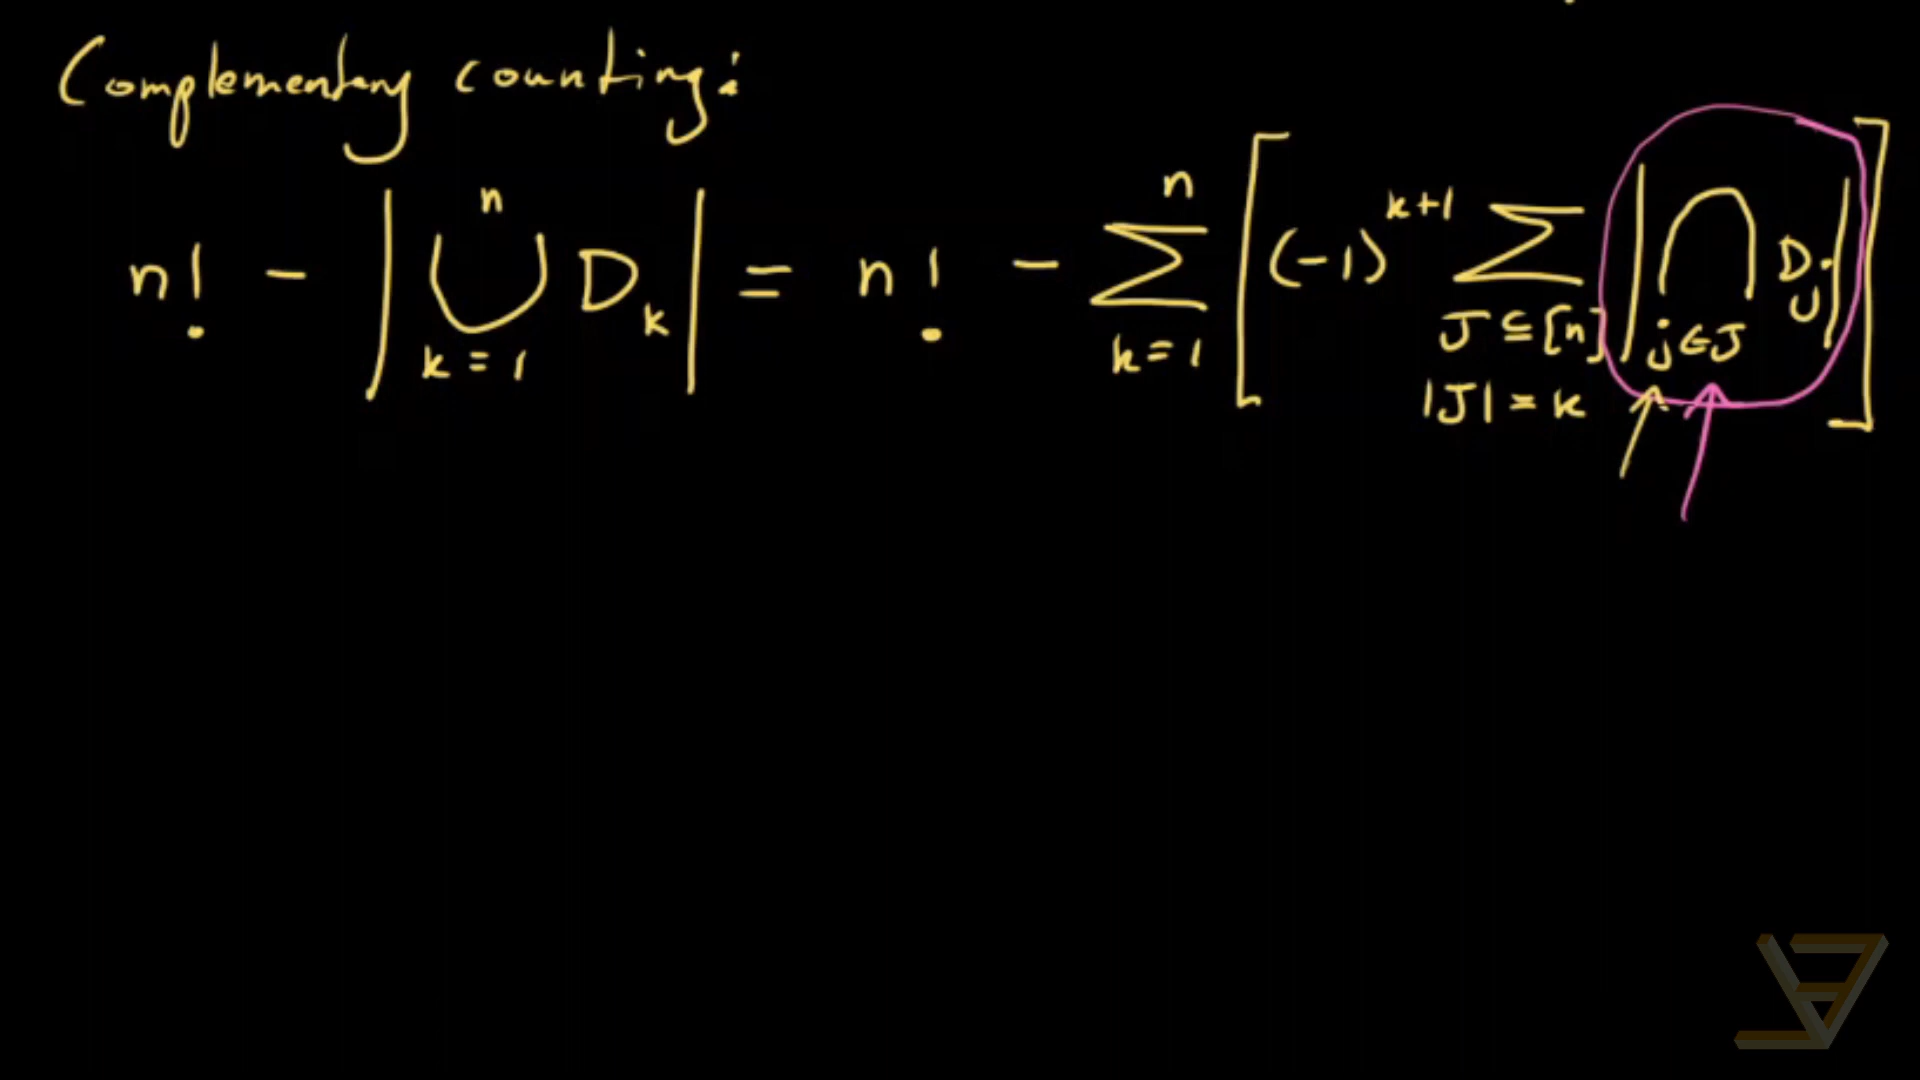 Complementary counting:
n! - | ⋃_{k=1}^{n} D_k | = n! - ∑_{k=1}^{n} [ (-1)^{k+1} ∑_{J ⊆ [n], |J| = k} | ⋂_{j∈J} D_j | ]